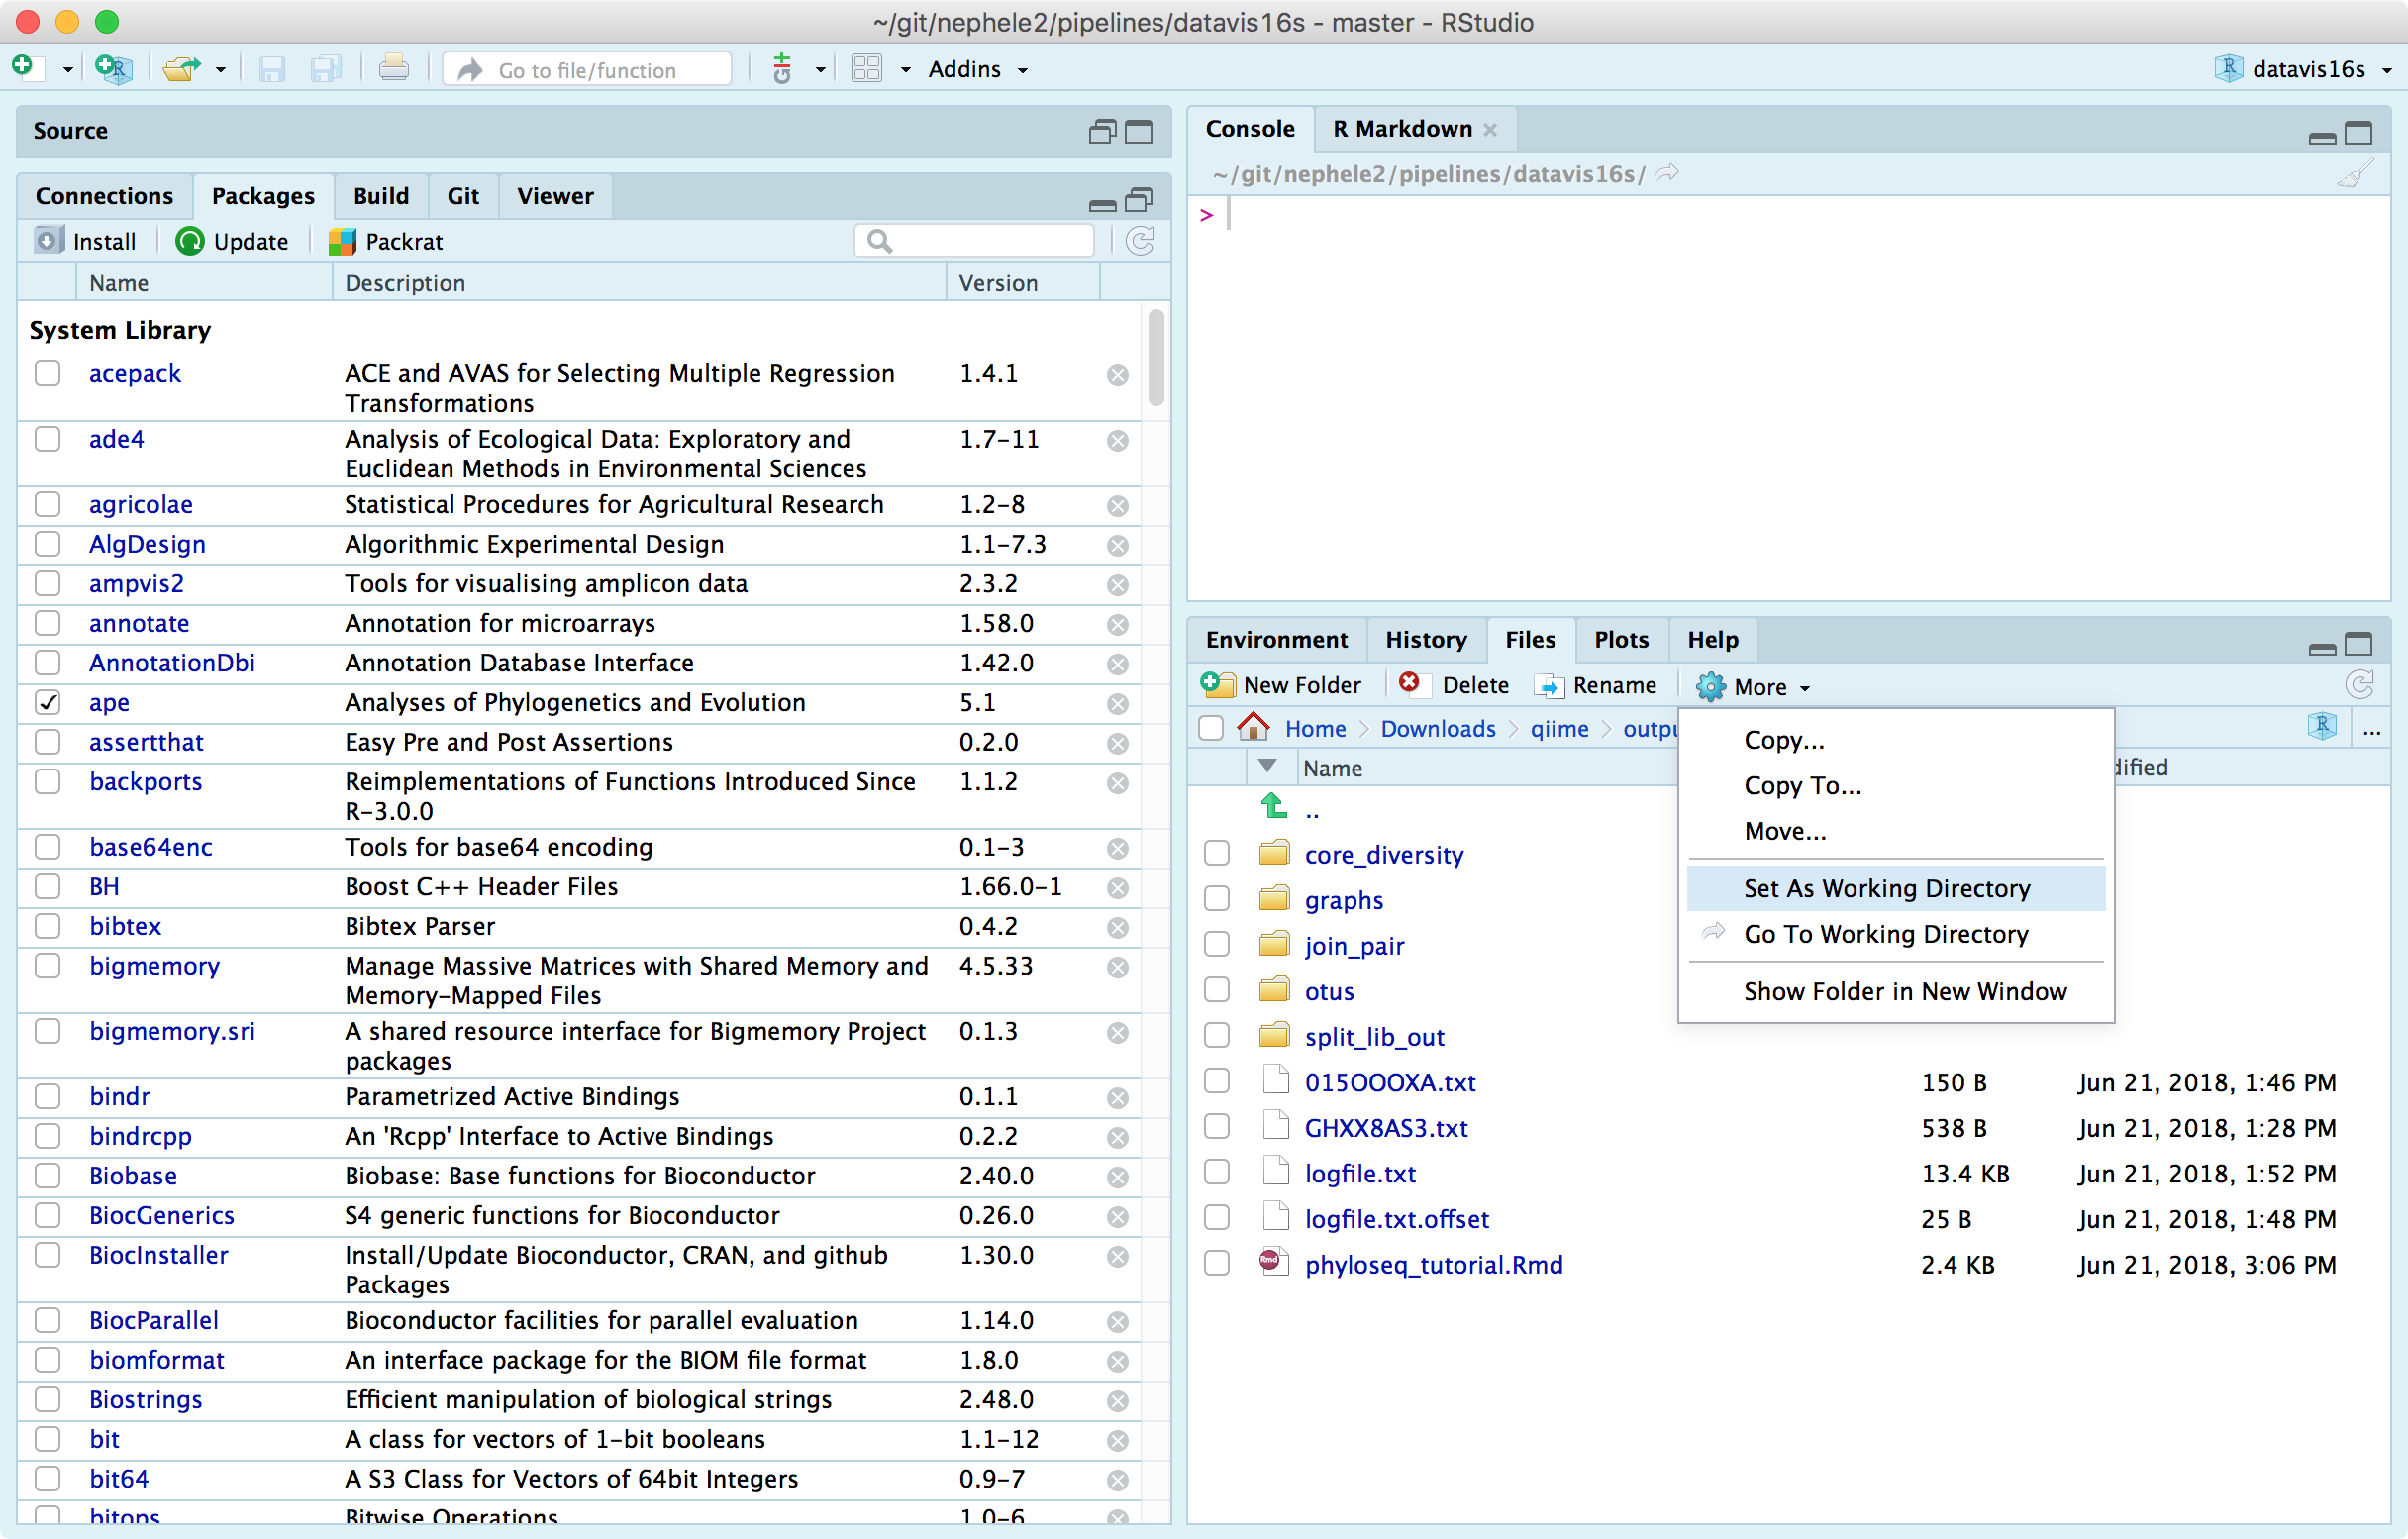 ~/git/nephele2/pipelines/datavis16s - master - RStudio
Go to file/function
Addins
datavis16s
Source
Connections Packages Build Git Viewer
Install Update Packrat
Name Description Version
System Library
acepack ACE and AVAS for Selecting Multiple Regression 1.4.1
Transformations
ade4 Analysis of Ecological Data: Exploratory and 1.7-11
Euclidean Methods in Environmental Sciences
agricolae Statistical Procedures for Agricultural Research 1.2-8
AlgDesign Algorithmic Experimental Design 1.1-7.3
ampvis2 Tools for visualising amplicon data 2.3.2
annotate Annotation for microarrays 1.58.0
AnnotationDbi Annotation Database Interface 1.42.0
ape Analyses of Phylogenetics and Evolution 5.1
assertthat Easy Pre and Post Assertions 0.2.0
backports Reimplementations of Functions Introduced Since 1.1.2
R-3.0.0
base64enc Tools for base64 encoding 0.1-3
BH Boost C++ Header Files 1.66.0-1
bibtex Bibtex Parser 0.4.2
bigmemory Manage Massive Matrices with Shared Memory and 4.5.33
Memory-Mapped Files
bigmemory.sri A shared resource interface for Bigmemory Project 0.1.3
packages
bindr Parametrized Active Bindings 0.1.1
bindrcpp An 'Rcpp' Interface to Active Bindings 0.2.2
Biobase Biobase: Base functions for Bioconductor 2.40.0
BiocGenerics S4 generic functions for Bioconductor 0.26.0
BiocInstaller Install/Update Bioconductor, CRAN, and github 1.30.0
Packages
BiocParallel Bioconductor facilities for parallel evaluation 1.14.0
biomformat An interface package for the BIOM file format 1.8.0
Biostrings Efficient manipulation of biological strings 2.48.0
bit A class for vectors of 1-bit booleans 1.1-12
bit64 A S3 Class for Vectors of 64bit Integers 0.9-7
bitops Bitwise Operations 1.0-6
Console R Markdown
~/git/nephele2/pipelines/datavis16s/
>
Environment History Files Plots Help
New Folder Delete Rename More
Home Downloads qiime outpu ...
Name dified
..
core_diversity
graphs
join_pair
otus
split_lib_out
015OOOXA.txt 150 B Jun 21, 2018, 1:46 PM
GHXX8AS3.txt 538 B Jun 21, 2018, 1:28 PM
logfile.txt 13.4 KB Jun 21, 2018, 1:52 PM
logfile.txt.offset 25 B Jun 21, 2018, 1:48 PM
phyloseq_tutorial.Rmd 2.4 KB Jun 21, 2018, 3:06 PM
Copy...
Copy To...
Move...
Set As Working Directory
Go To Working Directory
Show Folder in New Window